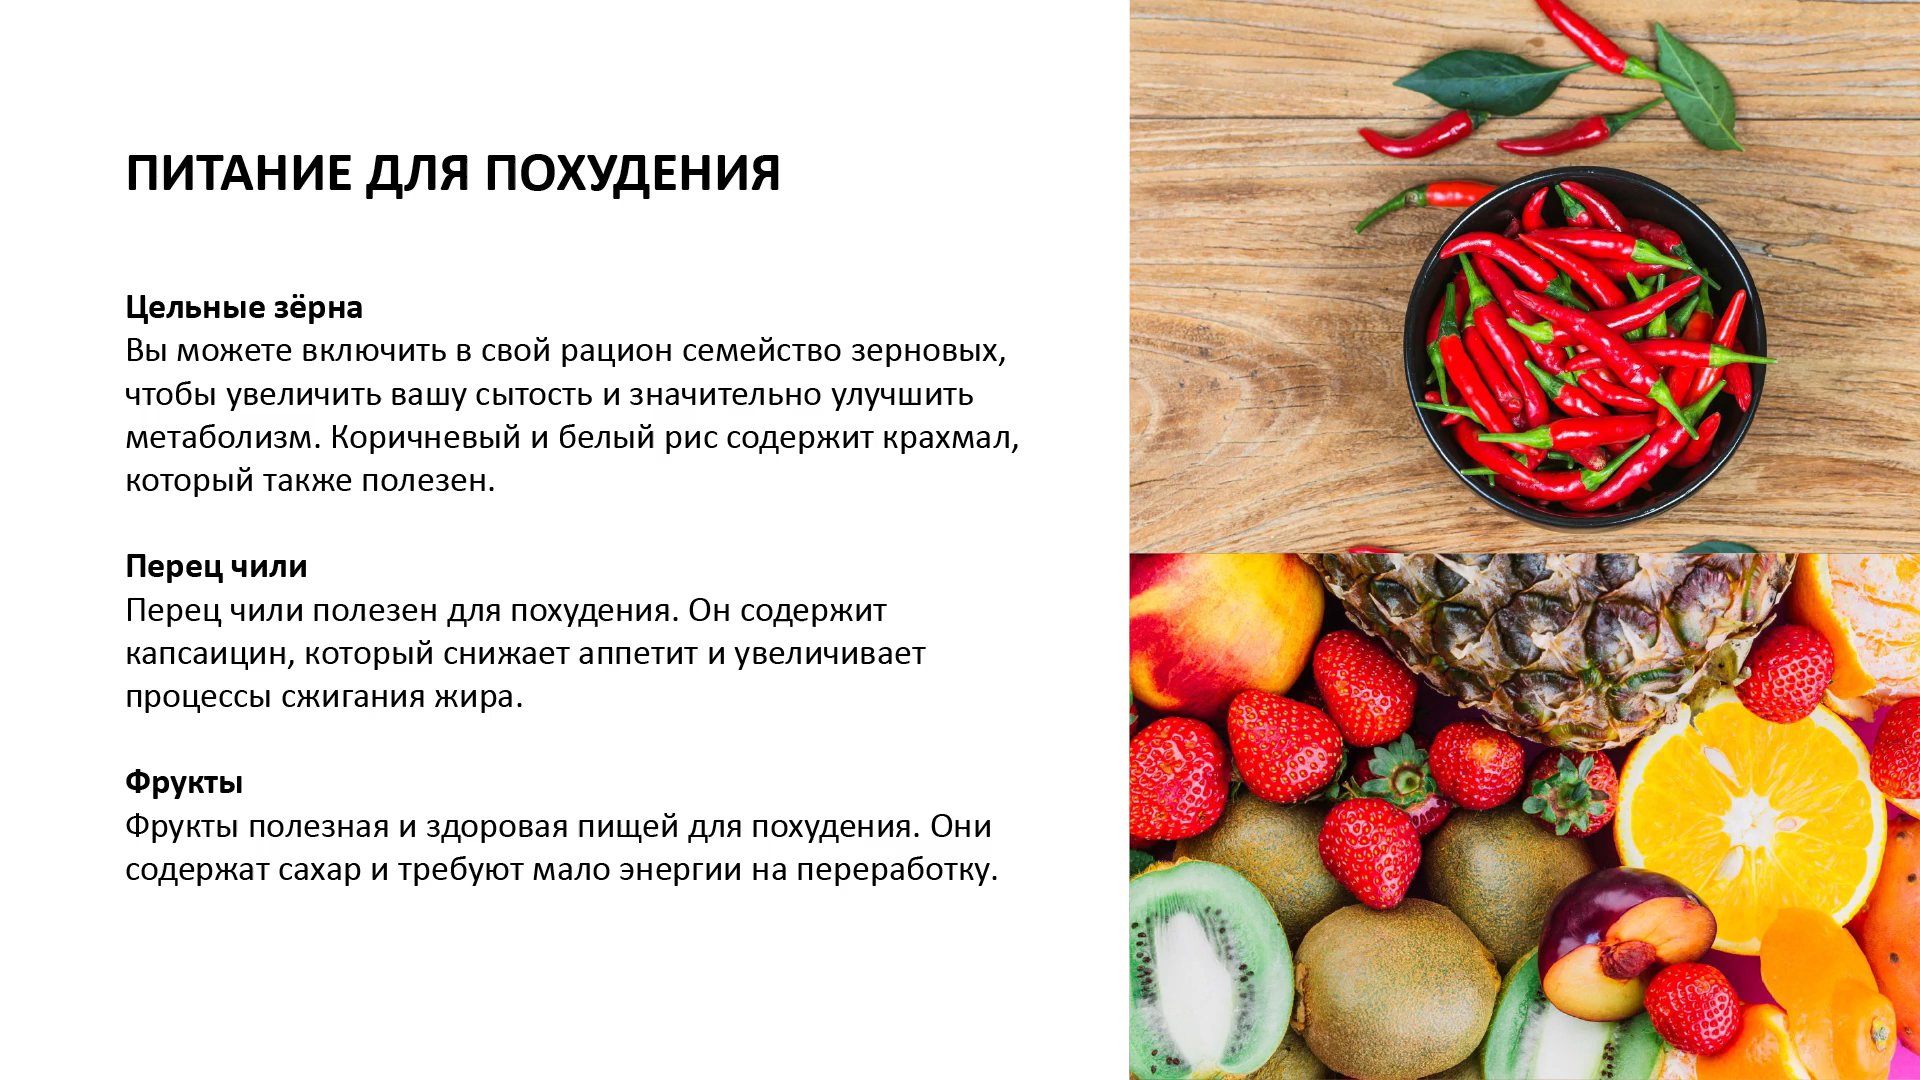 ПИТАНИЕ ДЛЯ ПОХУДЕНИЯ
Цельные зёрна
Вы можете включить в свой рацион семейство зерновых,
чтобы увеличить вашу сытость и значительно улучшить
метаболизм. Коричневый и белый рис содержит крахмал,
который также полезен.
Перец чили
Перец чили полезен для похудения. Он содержит
капсаицин, который снижает аппетит и увеличивает
процессы сжигания жира.
Фрукты
Фрукты полезная и здоровая пищей для похудения. Они
содержат сахар и требуют мало энергии на переработку.